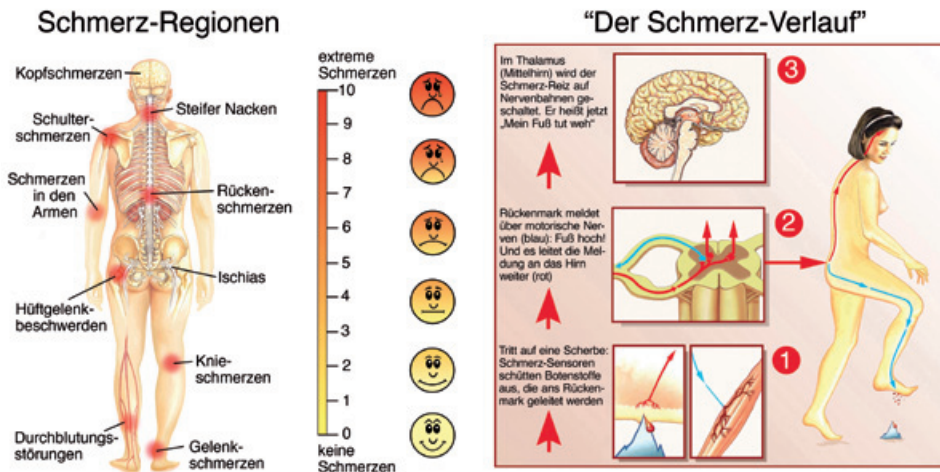 Schmerz-Regionen
Kopfschmerzen
Steifer Nacken
Schulter-
schmerzen
Schmerzen
in den
Armen
Rücken-
schmerzen
Ischias
Hüftgelenk-
beschwerden
Knie-
schmerzen
Durchblutungs-
störungen
Gelenk-
schmerzen
extreme
Schmerzen
10
9
8
7
6
5
4
3
2
1
0
keine
Schmerzen
"Der Schmerz-Verlauf"
Im Thalamus
(Mittelhirn) wird der
Schmerz-Reiz auf
Nervenbahnen ge-
schaltet. Er heißt jetzt
„Mein Fuß tut weh“
3
Rückenmark meldet
über motorische Ner-
ven (blau): Fuß hoch!
Und es leitet die Mel-
dung an das Hirn
weiter (rot)
2
Tritt auf eine Scherbe:
Schmerz-Sensoren
schütten Botenstoffe
aus, die ans Rücken-
mark geleitet werden
1